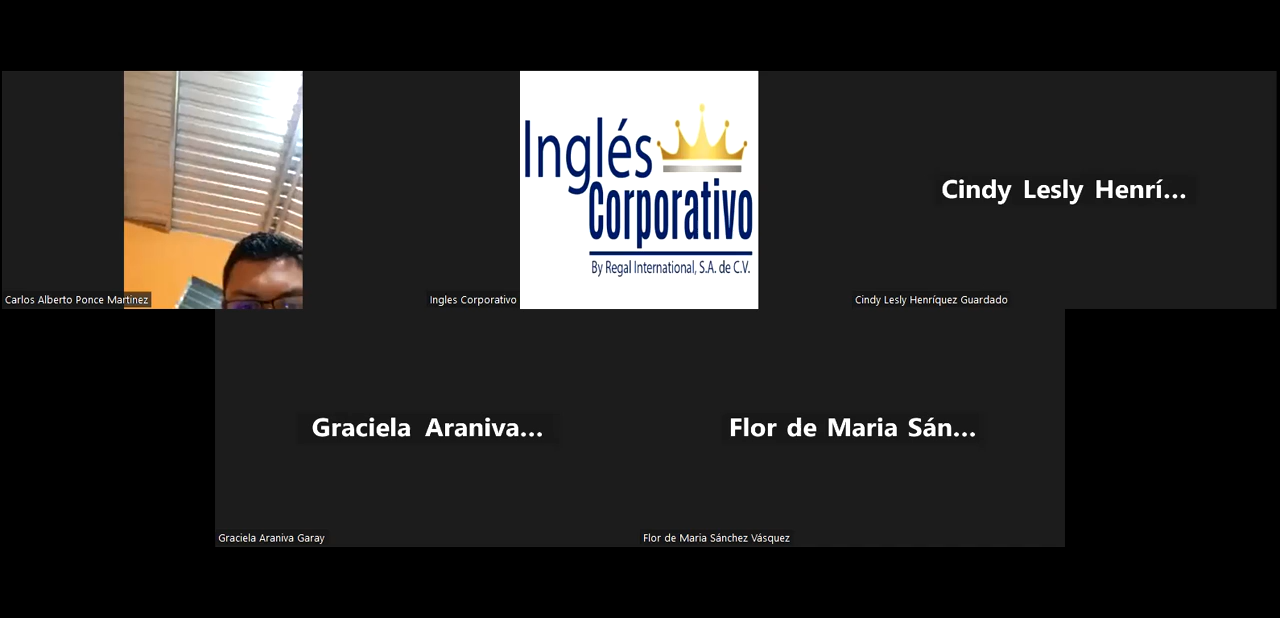 Inglés
Corporativo
By Regal International, S.A. de C.V.
Cindy Lesly Henrí...
Carlos Alberto Ponce Martinez
Ingles Corporativo
Cindy Lesly Henríquez Guardado
Graciela Araniva...
Flor de Maria Sán...
Graciela Araniva Garay
Flor de Maria Sánchez Vásquez